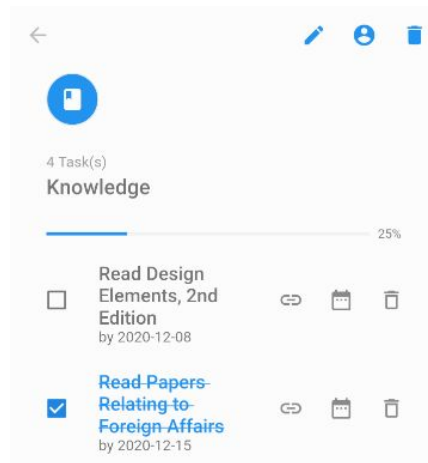 4 Task(s)
Knowledge
25%
Read Design
Elements, 2nd
Edition
by 2020-12-08
Read Papers
Relating to
Foreign Affairs
by 2020-12-15